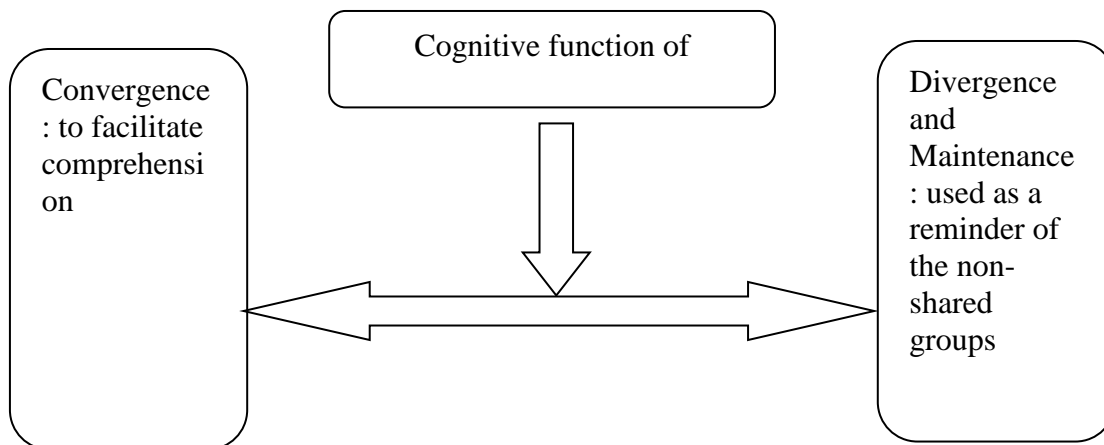 Cognitive function of
Convergence
: to facilitate
comprehensi
on
Divergence
and
Maintenance
: used as a
reminder of
the non-
shared
groups